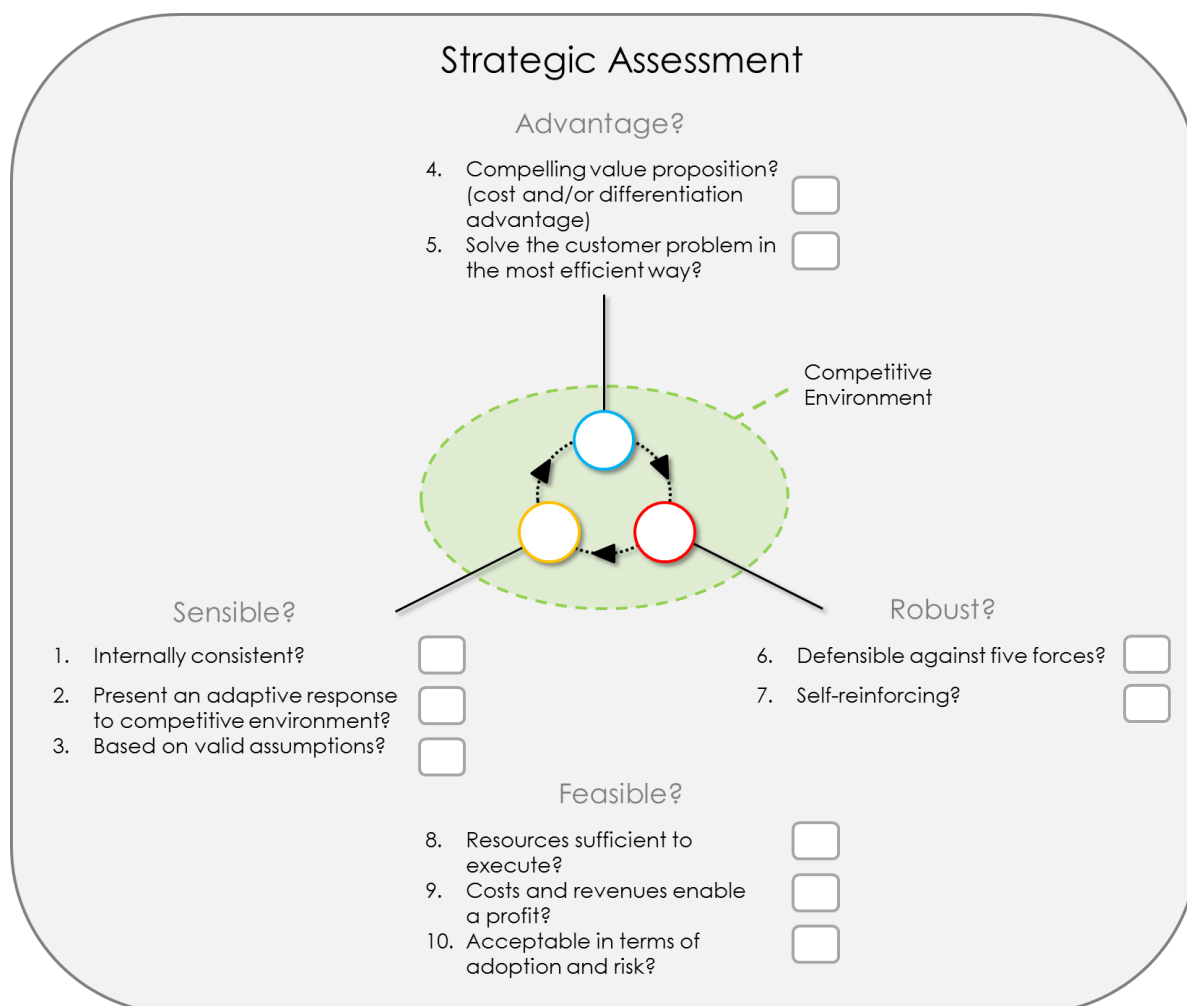 Strategic Assessment
Advantage?
4. Compelling value proposition?
(cost and/or differentiation
advantage)
5. Solve the customer problem in
the most efficient way?
Competitive
Environment
Sensible?
1. Internally consistent?
2. Present an adaptive response
to competitive environment?
3. Based on valid assumptions?
Robust?
6. Defensible against five forces?
7. Self-reinforcing?
Feasible?
8. Resources sufficient to
execute?
9. Costs and revenues enable
a profit?
10. Acceptable in terms of
adoption and risk?